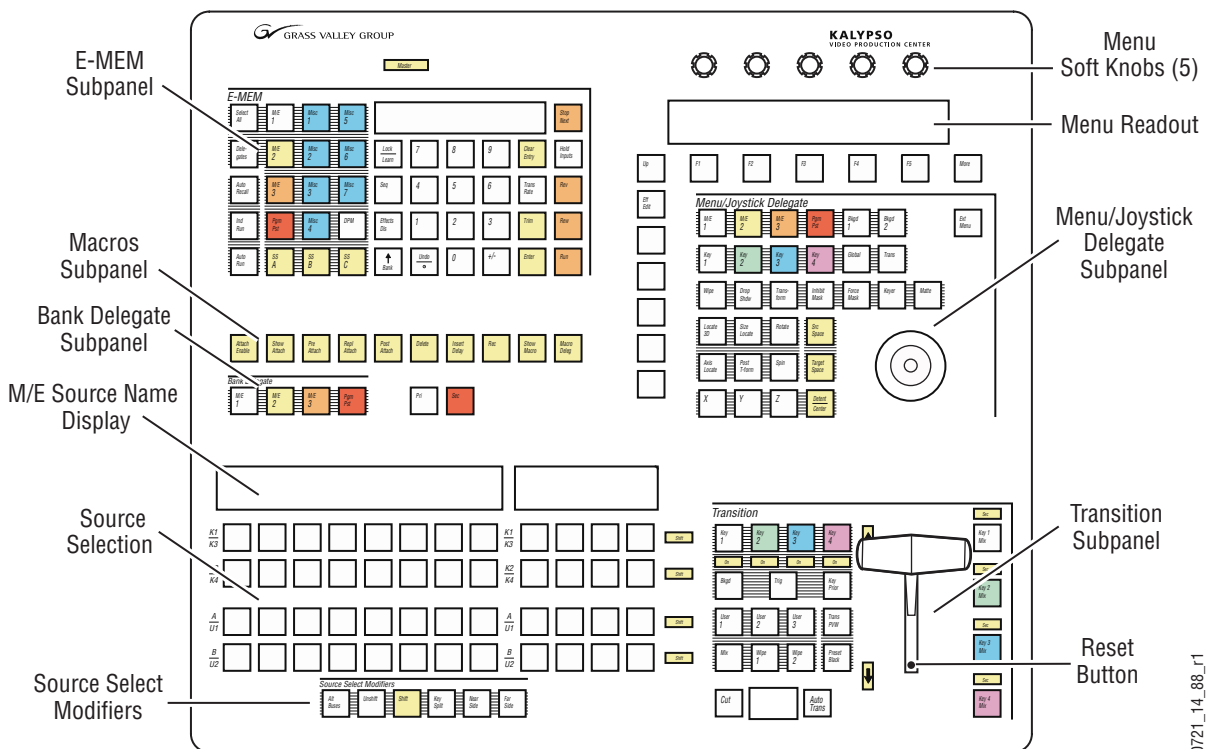 GRASS VALLEY GROUP
KALYPSO
VIDEO PRODUCTION CENTER
E-MEM
Subpanel
Macros
Subpanel
Bank Delegate
Subpanel
M/E Source Name
Display
Source
Selection
Source Select
Modifiers
Menu
Soft Knobs (5)
Menu Readout
Menu/Joystick
Delegate
Subpanel
Transition
Subpanel
Reset
Button
0721_14_88_r1
Master
E-MEM
Select All
M/E 1
Misc 1
Misc 5
Stop Next
Dele-gates
M/E 2
Misc 2
Misc 6
Lock Learn
7
8
9
Clear Entry
Hold Inputs
Auto Recall
M/E 3
Misc 3
Misc 7
Seq
4
5
6
Trans Rate
Rev
Ind Run
Pgm Pst
Misc 4
DPM
Effects Dis
1
2
3
Trim
Rew
Auto Run
SS A
SS B
SS C
Bank
Undo
0
+/-
Enter
Run
Attach Enable
Show Attach
Pre Attach
Repl Attach
Post Attach
Delete
Insert Delay
Rec
Show Macro
Macro Deleg
Bank Delegate
M/E 1
M/E 2
M/E 3
Pgm Pst
Pri
Sec
Up
F1
F2
F3
F4
F5
More
Eff Edit
Menu/Joystick Delegate
M/E 1
M/E 2
M/E 3
Pgm Pst
Bkgd 1
Bkgd 2
Ext Menu
Key 1
Key 2
Key 3
Key 4
Global
Trans
Wipe
Drop Shdw
Trans-form
Inhibit Mask
Force Mask
Keyer
Matte
Locate 3D
Size Locate
Rotate
Src Space
Axis Locate
Post T-form
Spin
Target Space
X
Y
Z
Detent Center
K1
K3
K1
K3
Shift
K4
K2
K4
Shift
A
U1
A
U1
Shift
B
U2
B
U2
Shift
Source Select Modifiers
Alt Buses
Unshift
Shift
Key Split
Near Side
Far Side
Transition
Key 1
Key 2
Key 3
Key 4
On
On
On
On
Bkgd
Trig
Key Prior
User 1
User 2
User 3
Trans PVW
Mix
Wipe 1
Wipe 2
Preset Black
Cut
Auto Trans
Sec
Key 1 Mix
Sec
Key 2 Mix
Sec
Key 3 Mix
Sec
Key 4 Mix